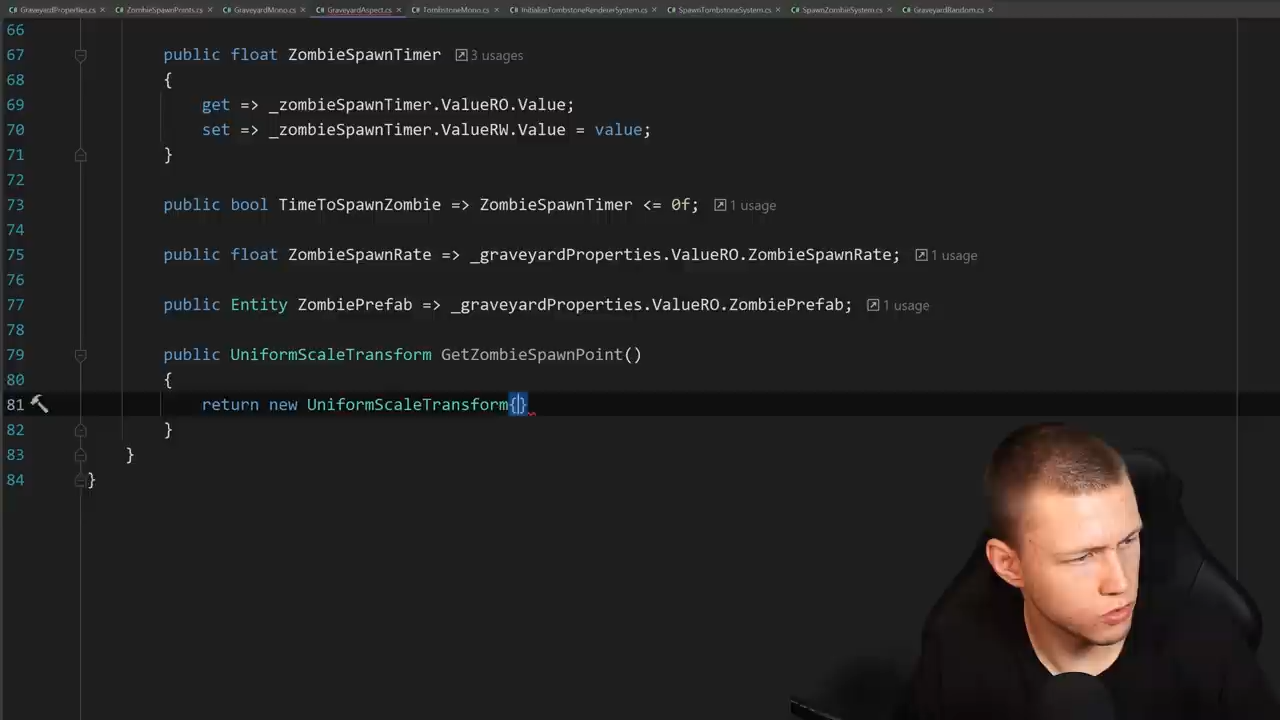 GraveyardProperties.cs × ZombieSpawnPoints.cs × GraveyardMono.cs × GraveyardAspect.cs × TombstoneMono.cs × InitializeTombstoneRendererSystem.cs × SpawnTombstoneSystem.cs × SpawnZombieSystem.cs × GraveyardRandom.cs ×
66
67 public float ZombieSpawnTimer 3 usages
68 {
69 get => _zombieSpawnTimer.ValueRO.Value;
70 set => _zombieSpawnTimer.ValueRW.Value = value;
71 }
72
73 public bool TimeToSpawnZombie => ZombieSpawnTimer <= 0f; 1 usage
74
75 public float ZombieSpawnRate => _graveyardProperties.ValueRO.ZombieSpawnRate; 1 usage
76
77 public Entity ZombiePrefab => _graveyardProperties.ValueRO.ZombiePrefab; 1 usage
78
79 public UniformScaleTransform GetZombieSpawnPoint()
80 {
81 return new UniformScaleTransform{}
82 }
83 }
84 }